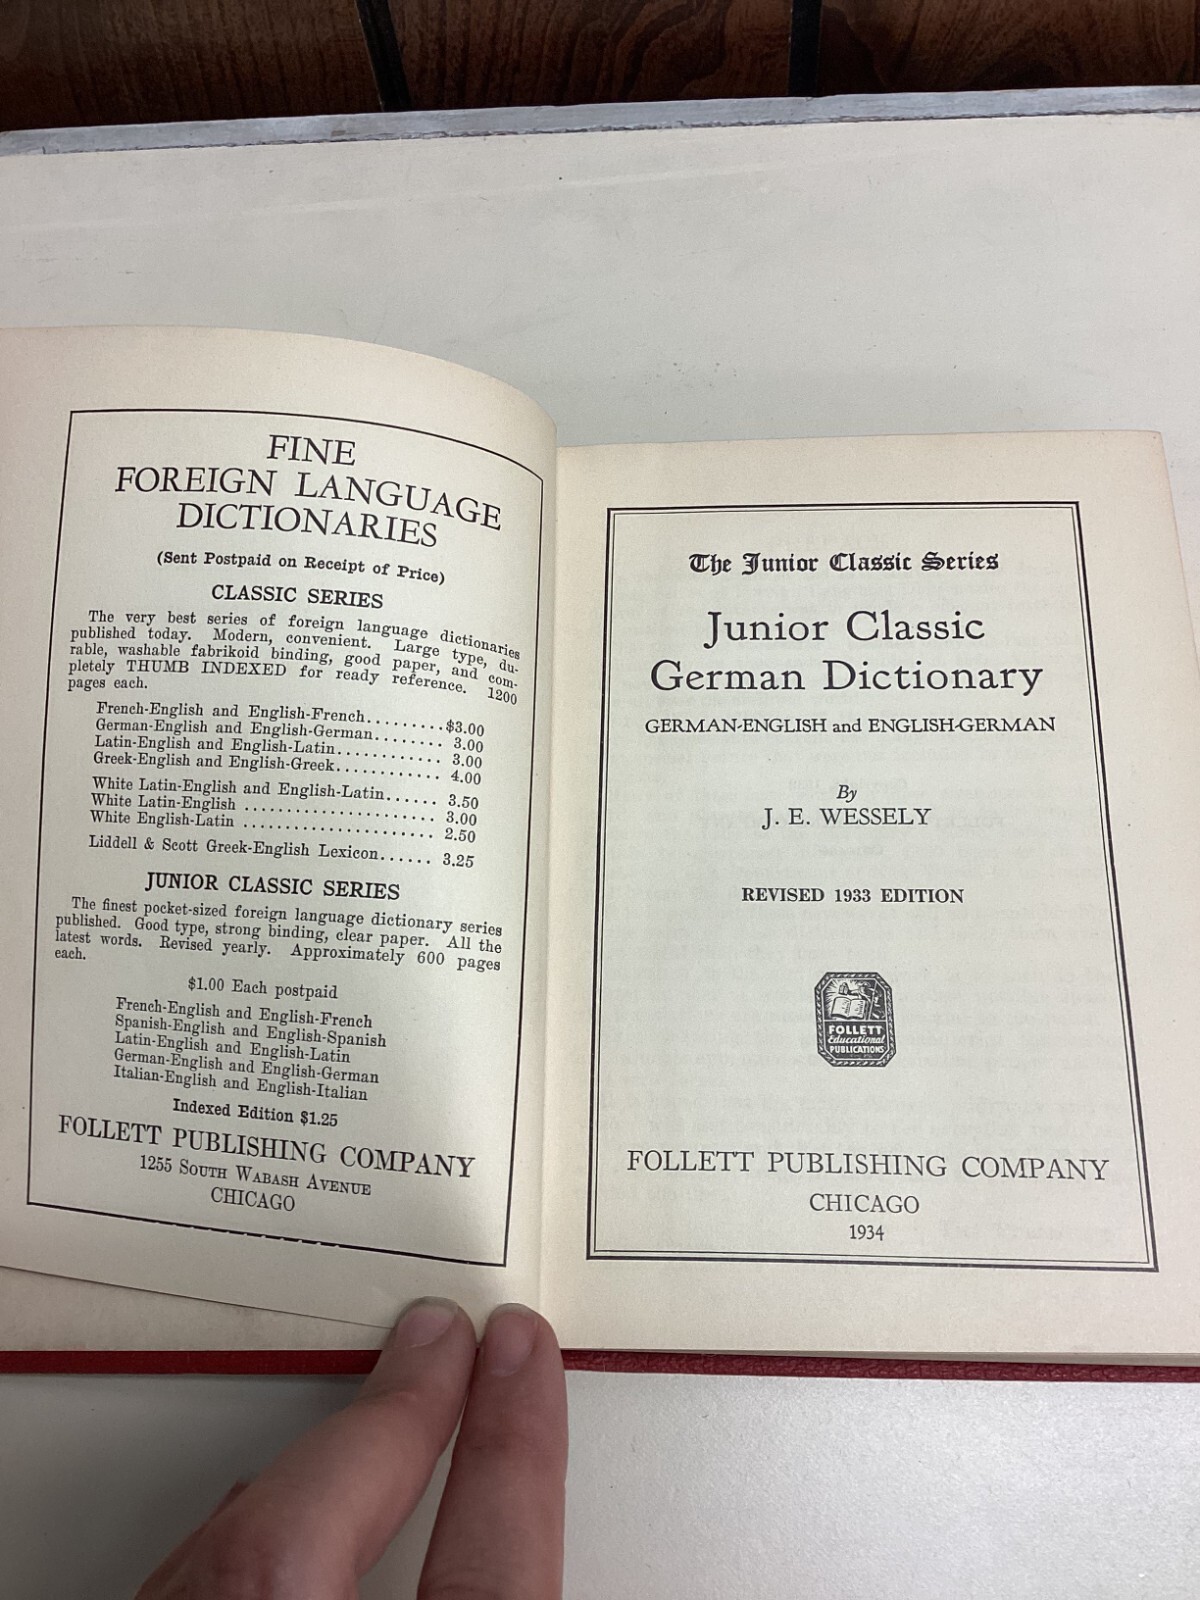 FINE
FOREIGN LANGUAGE
DICTIONARIES
(Sent Postpaid on Receipt of Price)
CLASSIC SERIES
The very best series of foreign language dictionaries
published today. Modern, convenient. Large type, du-
rable, washable fabrikoid binding, good paper, and com-
pletely THUMB INDEXED for ready reference. 1200
pages each.
French-English and English-French.........$3.00
German-English and English-German........ 3.00
Latin-English and English-Latin............ 3.00
Greek-English and English-Greek............ 4.00
White Latin-English and English-Latin...... 3.50
White Latin-English ...................... 3.00
White English-Latin ...................... 2.50
Liddell & Scott Greek-English Lexicon...... 3.25
JUNIOR CLASSIC SERIES
The finest pocket-sized foreign language dictionary series
published. Good type, strong binding, clear paper. All the
latest words. Revised yearly. Approximately 600 pages
each.
$1.00 Each postpaid
French-English and English-French
Spanish-English and English-Spanish
Latin-English and English-Latin
German-English and English-German
Italian-English and English-Italian
Indexed Edition $1.25
FOLLETT PUBLISHING COMPANY
1255 SOUTH WABASH AVENUE
CHICAGO
The Junior Classic Series
Junior Classic
German Dictionary
GERMAN-ENGLISH and ENGLISH-GERMAN
By
J. E. WESSELY
REVISED 1933 EDITION
FOLLETT
Educational
PUBLICATIONS
FOLLETT PUBLISHING COMPANY
CHICAGO
1934